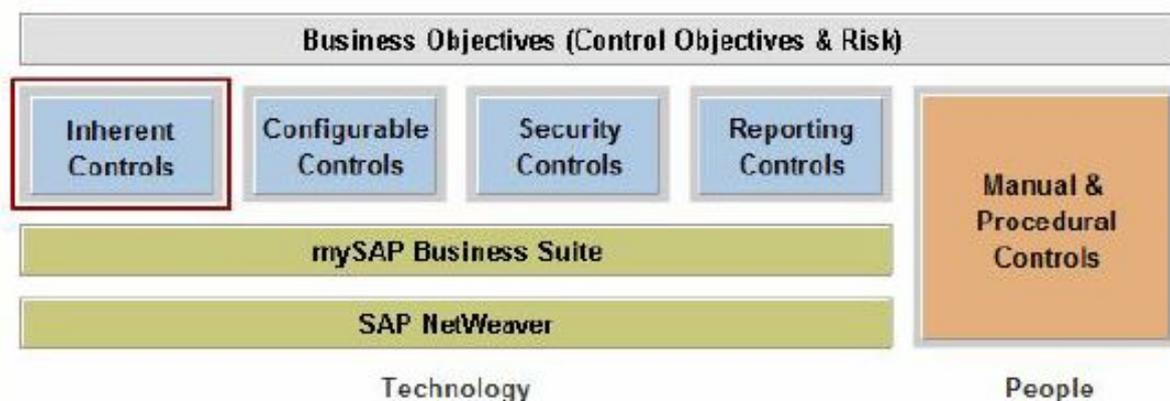 Business Objectives (Control Objectives & Risk)
Inherent
Controls
Configurable
Controls
Security
Controls
Reporting
Controls
Manual &
Procedural
Controls
mySAP Business Suite
SAP NetWeaver
Technology
People